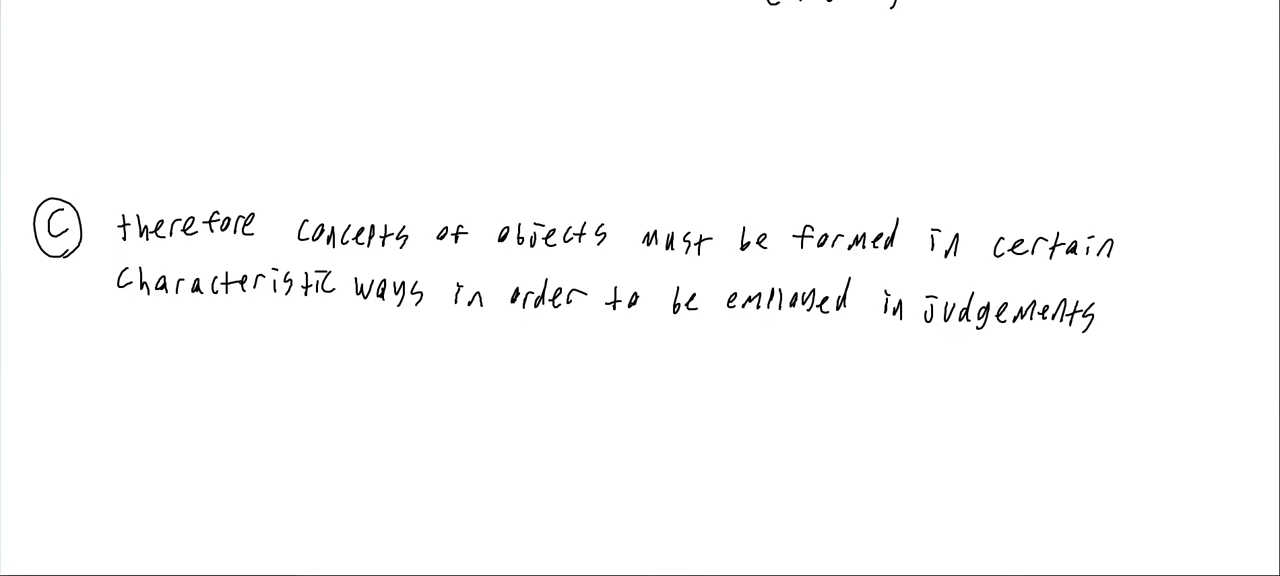 Ⓒ therefore concepts of objects must be formed in certain
characteristic ways in order to be employed in judgements